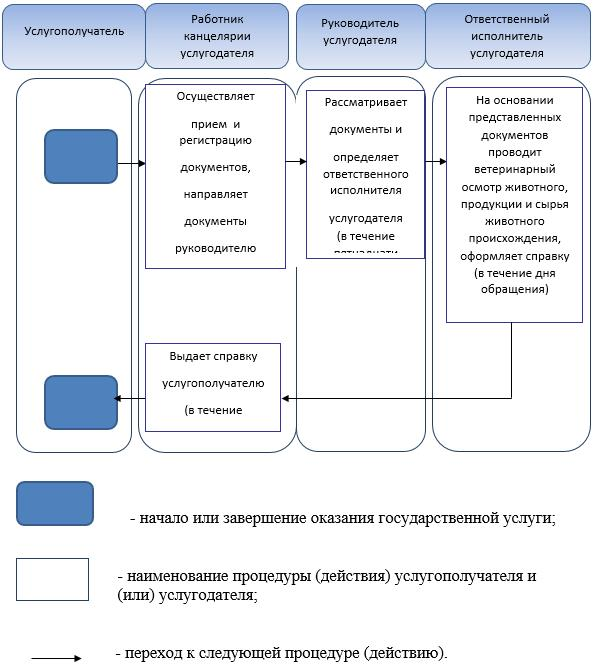 Услугополучатель
Работник
канцелярии
услугодателя
Руководитель
услугодателя
Ответственный
исполнитель
услугодателя
Осуществляет
прием и
регистрацию
документов,
направляет
документы
руководителю
Рассматривает
документы и
определяет
ответственного
исполнителя
услугодателя
(в течение
На основании
представленных
документов
проводит
ветеринарный
осмотр животного,
продукции и сырья
животного
происхождения,
оформляет справку
(в течение дня
обращения)
Выдает справку
услугополучателю
(в течение
- начало или завершение оказания государственной услуги;
- наименование процедуры (действия) услугополучателя и
(или) услугодателя;
- переход к следующей процедуре (действию).